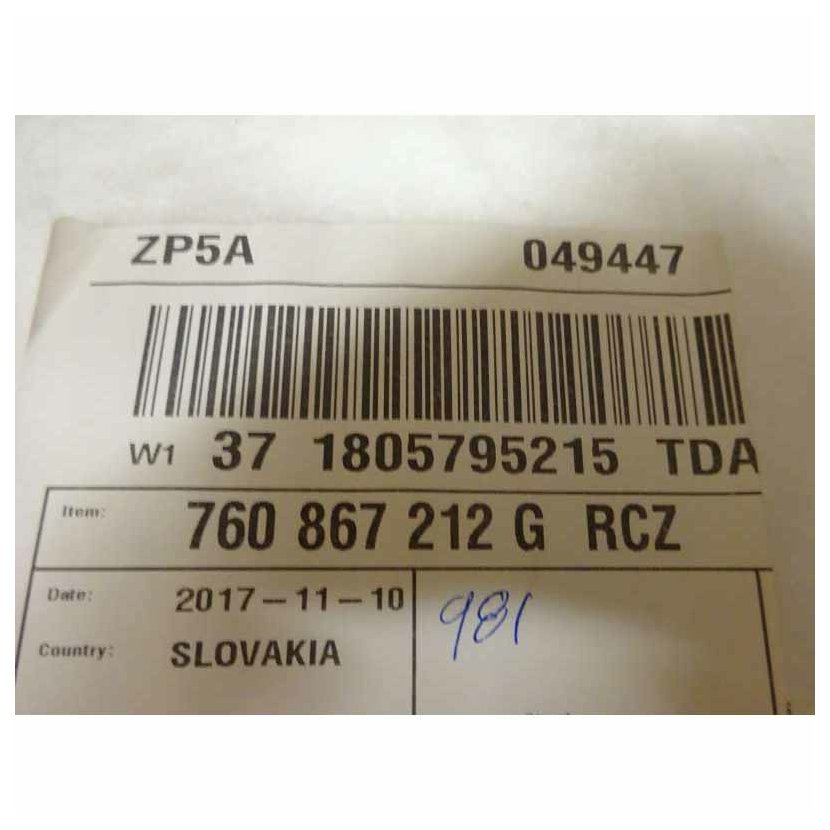 ZP5A 049447
W1 37 1805795215 TDA
Item: 760 867 212 G RCZ
Date: 2017-11-10 981
Country: SLOVAKIA